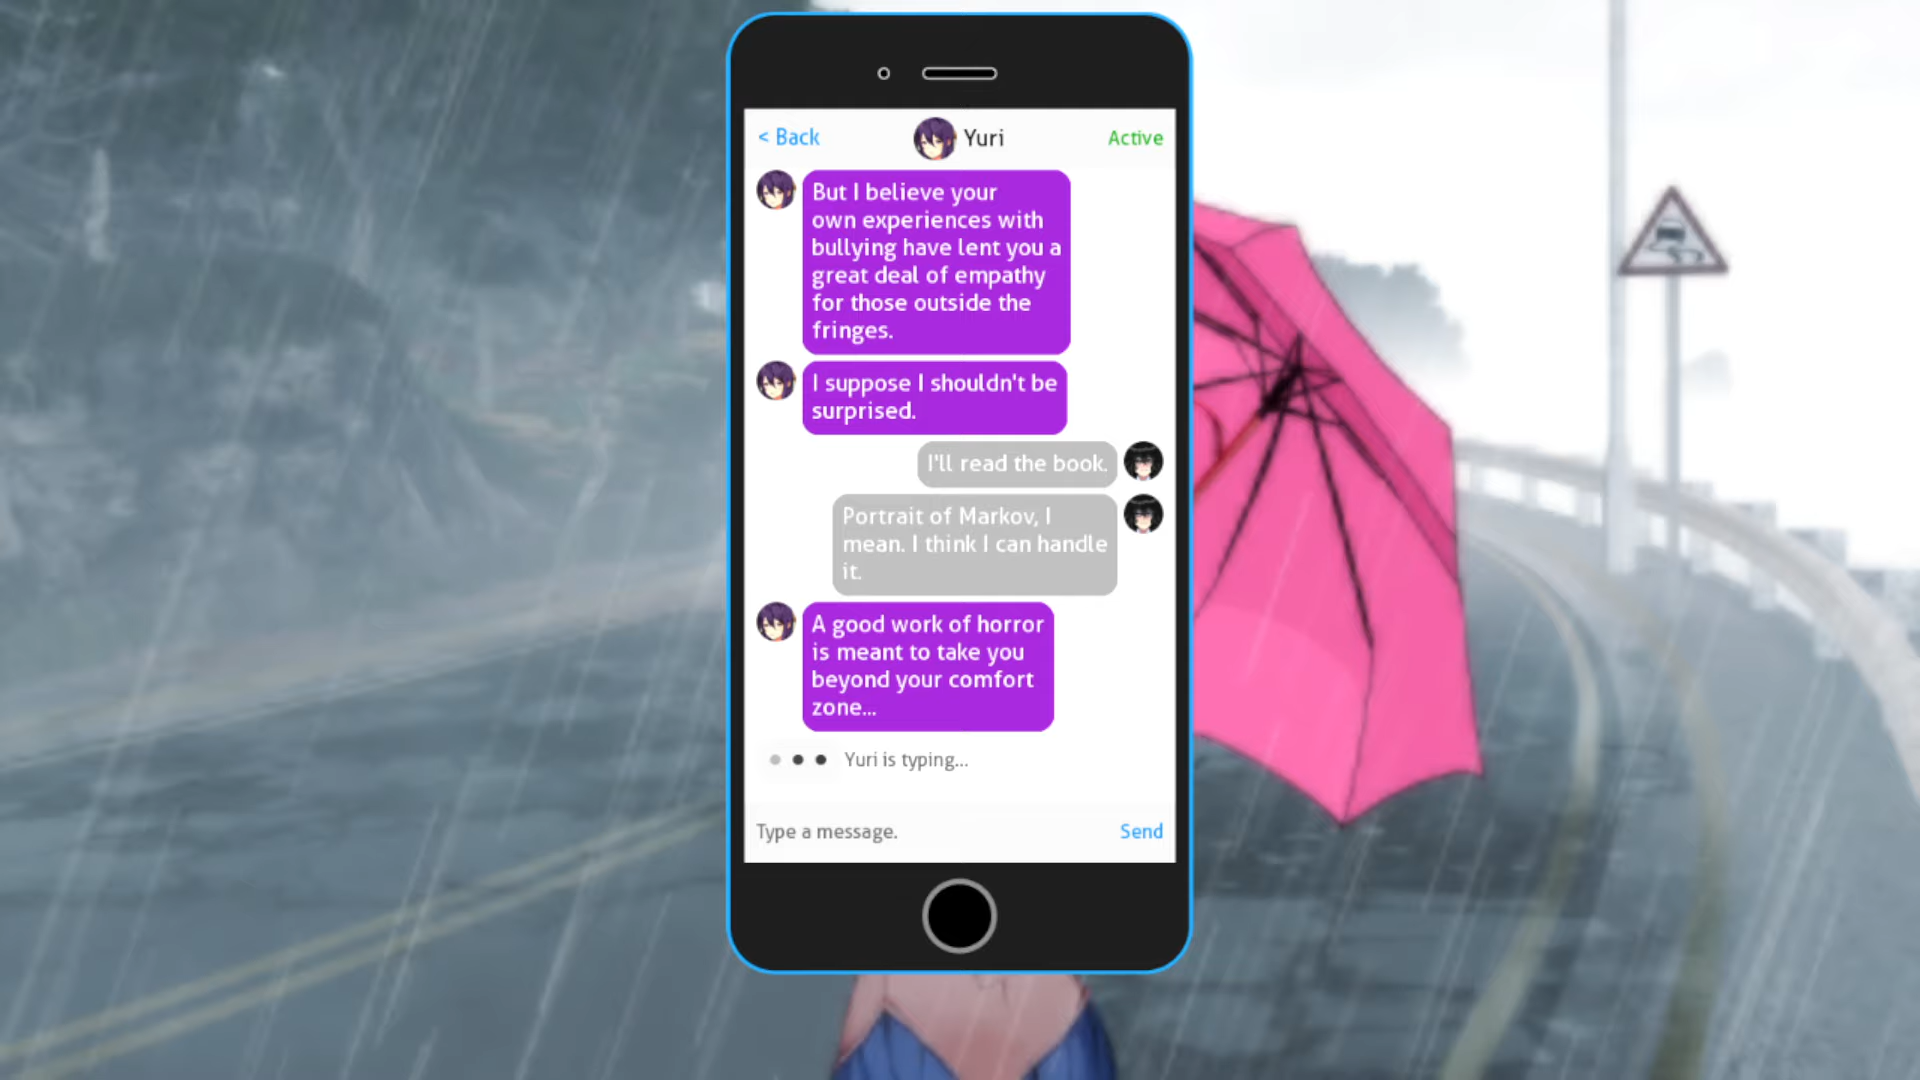 < Back
Yuri
Active
But I believe your
own experiences with
bullying have lent you a
great deal of empathy
for those outside the
fringes.
I suppose I shouldn't be
surprised.
I'll read the book.
Portrait of Markov, I
mean. I think I can handle
it.
A good work of horror
is meant to take you
beyond your comfort
zone...
Yuri is typing...
Type a message.
Send